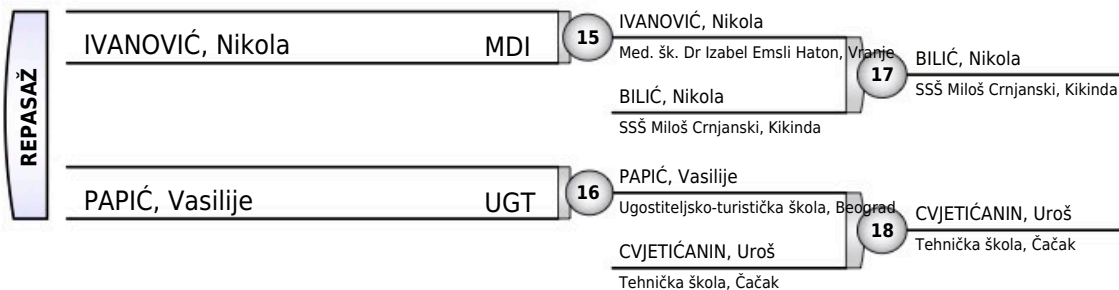 REPASAŽ
IVANOVIĆ, Nikola MDI
15
IVANOVIĆ, Nikola
Med. šk. Dr Izabel Emsli Haton, Vranje
BILIĆ, Nikola
SSŠ Miloš Crnjanski, Kikinda
17
BILIĆ, Nikola
SSŠ Miloš Crnjanski, Kikinda
PAPIĆ, Vasilije UGT
16
PAPIĆ, Vasilije
Ugostiteljsko-turistička škola, Beograd
CVJETIĆANIN, Uroš
Tehnička škola, Čačak
18
CVJETIĆANIN, Uroš
Tehnička škola, Čačak